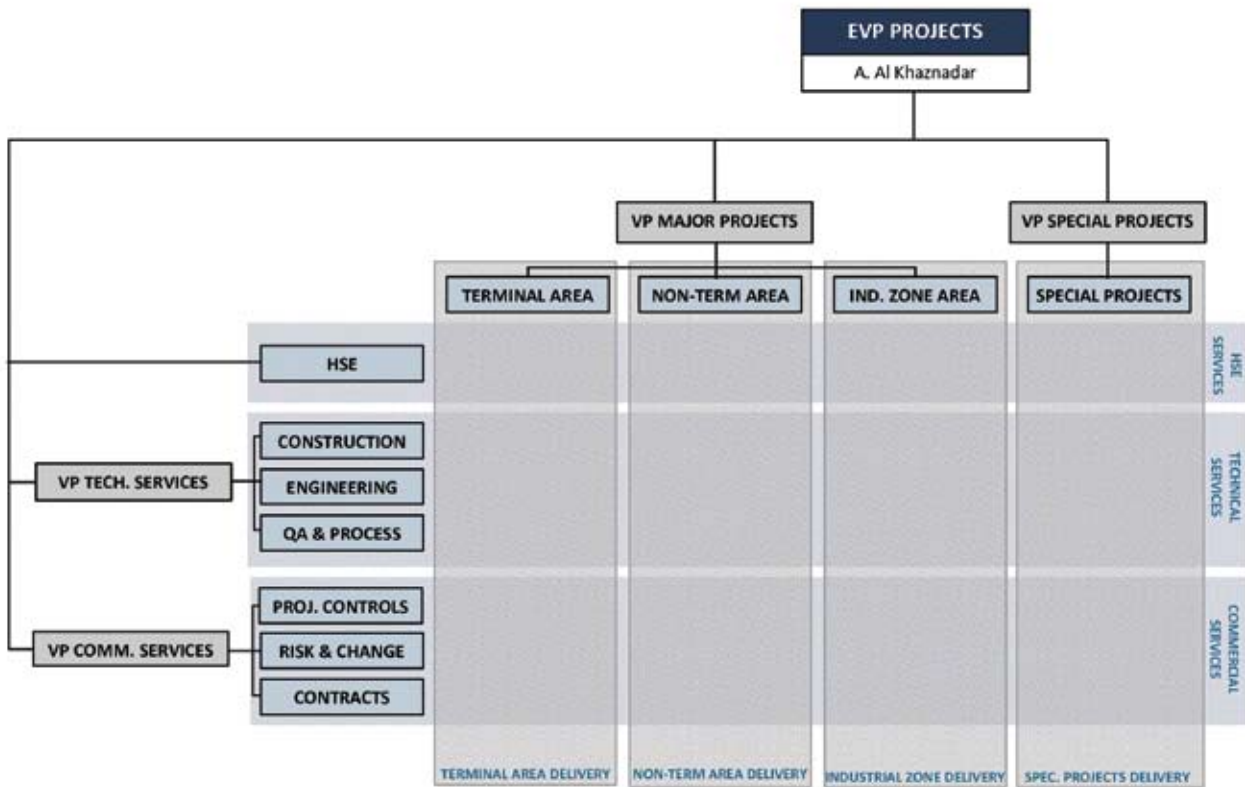 EVP PROJECTS
A. Al Khaznadar
VP MAJOR PROJECTS
VP SPECIAL PROJECTS
TERMINAL AREA
NON-TERM AREA
IND. ZONE AREA
SPECIAL PROJECTS
HSE
HSE
SERVICES
CONSTRUCTION
VP TECH. SERVICES
ENGINEERING
QA & PROCESS
TECHNICAL
SERVICES
PROJ. CONTROLS
VP COMM. SERVICES
RISK & CHANGE
CONTRACTS
COMMERCIAL
SERVICES
TERMINAL AREA DELIVERY
NON-TERM AREA DELIVERY
INDUSTRIAL ZONE DELIVERY
SPEC. PROJECTS DELIVERY